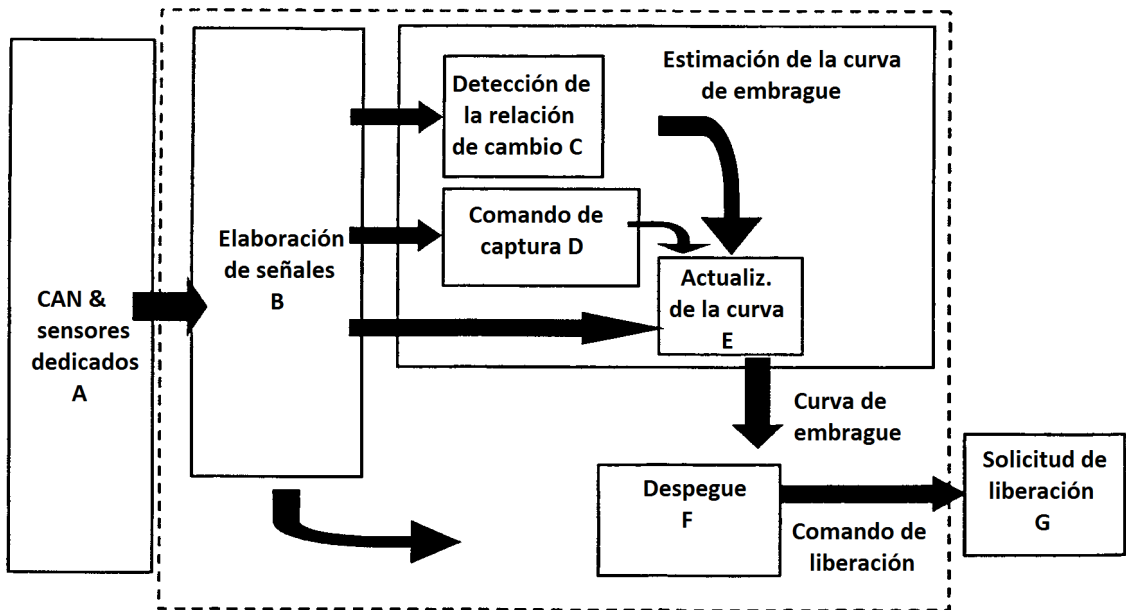 CAN &
sensores
dedicados
A
Elaboración
de señales
B
Detección de
la relación
de cambio C
Comando de
captura D
Estimación de la curva
de embrague
Actualiz.
de la curva
E
Curva de
embrague
Despegue
F
Comando de
liberación
Solicitud de
liberación
G